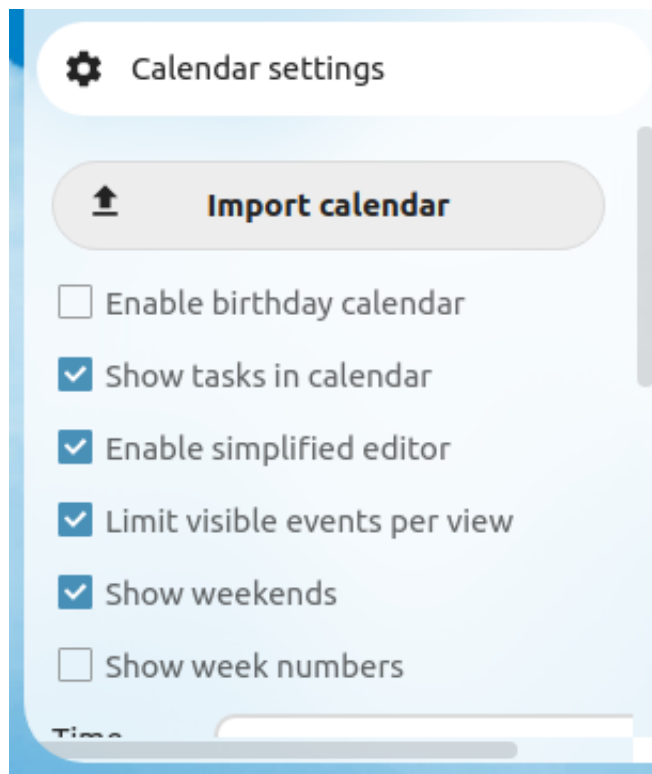 Calendar settings
Import calendar
Enable birthday calendar
Show tasks in calendar
Enable simplified editor
Limit visible events per view
Show weekends
Show week numbers
Time